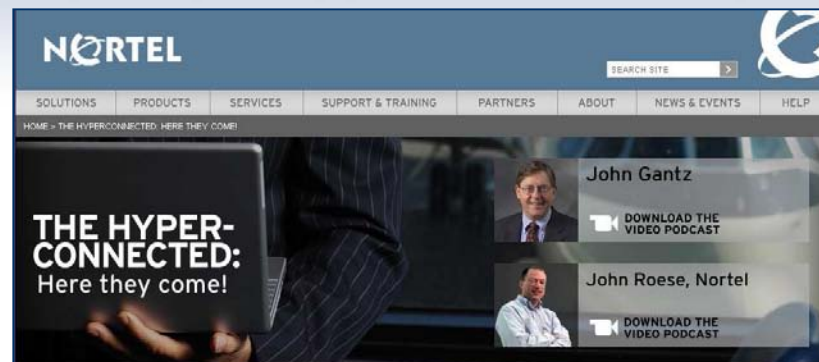 NORTEL
SEARCH SITE >
SOLUTIONS PRODUCTS SERVICES SUPPORT & TRAINING PARTNERS ABOUT NEWS & EVENTS HELP
HOME > THE HYPERCONNECTED: HERE THEY COME!
THE HYPER-
CONNECTED:
Here they come!
John Gantz
DOWNLOAD THE
VIDEO PODCAST
John Roese, Nortel
DOWNLOAD THE
VIDEO PODCAST